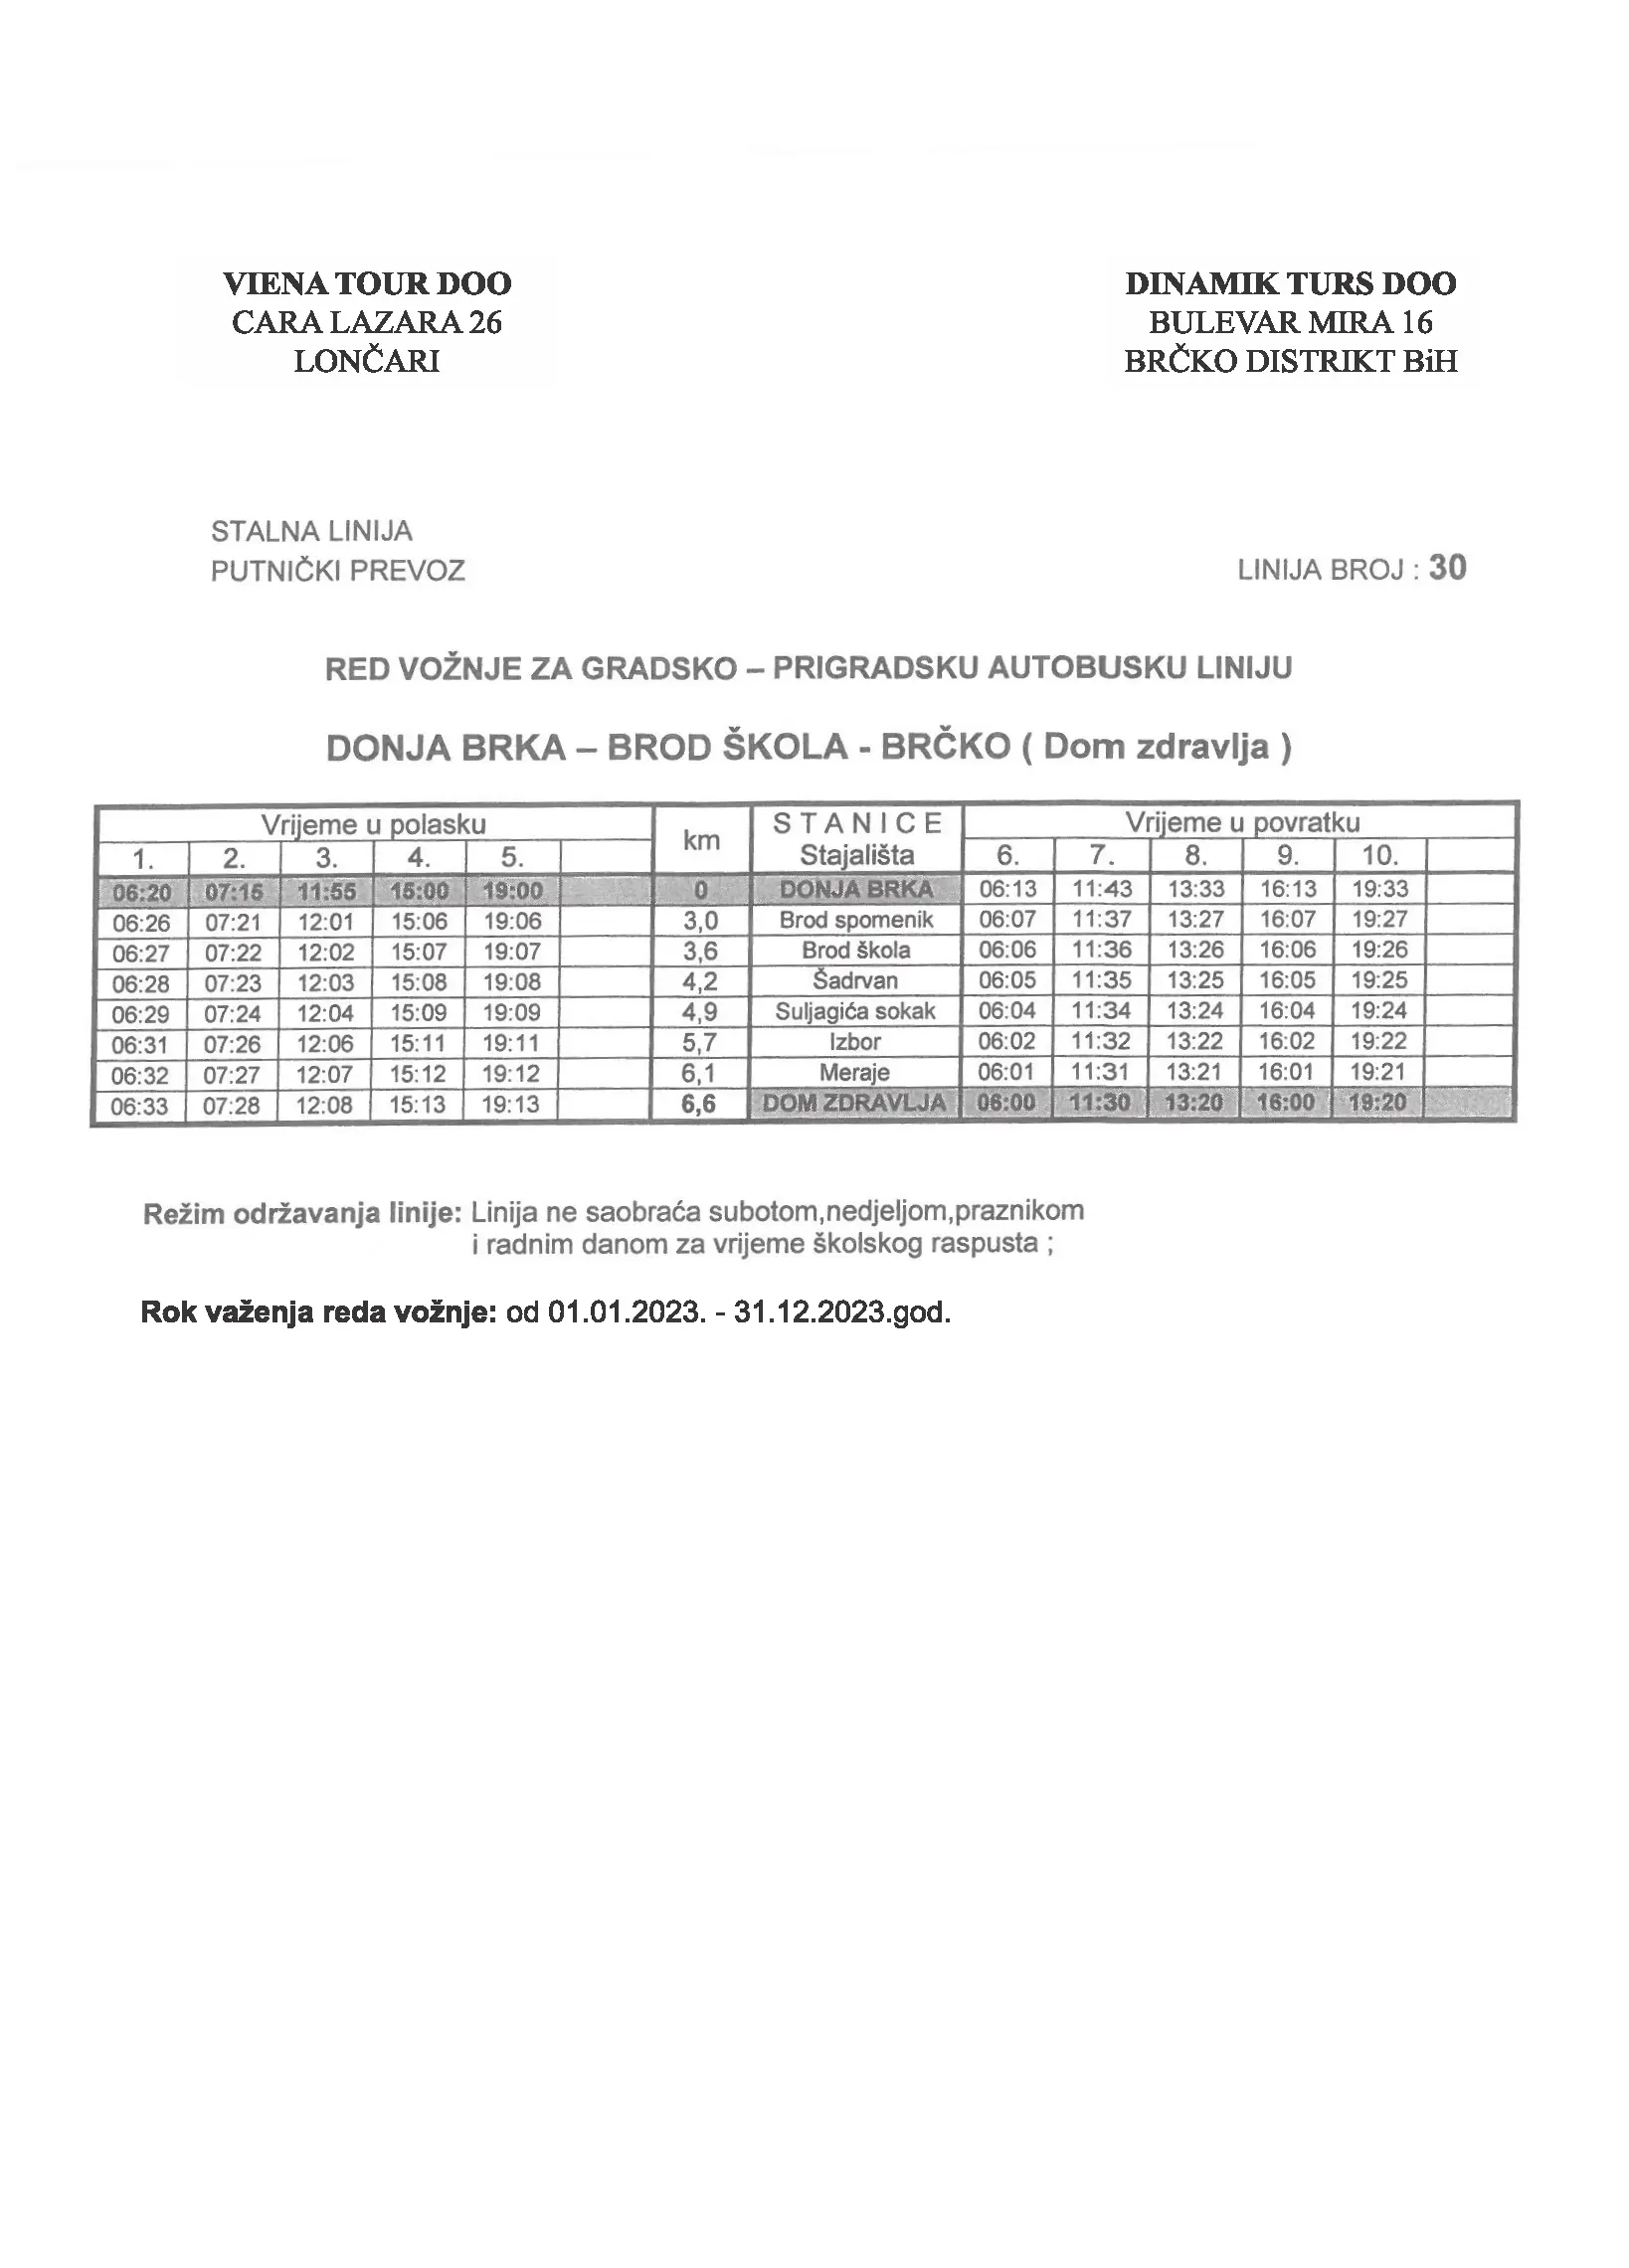 VIENA TOUR DOO
CARA LAZARA 26
LONČARI
DINAMIK TURS DOO
BULEVAR MIRA 16
BRČKO DISTRIKT BiH
STALNA LINIJA
PUTNIČKI PREVOZ
LINIJA BROJ : 30
RED VOŽNJE ZA GRADSKO – PRIGRADSKU AUTOBUSKU LINIJU
DONJA BRKA – BROD ŠKOLA - BRČKO ( Dom zdravlja )
Vrijeme u polasku km STANICE Stajališta Vrijeme u povratku
1. 2. 3. 4. 5. 6. 7. 8. 9. 10.
06:20 07:15 11:55 15:00 19:00 0 DONJA BRKA 06:13 11:43 13:33 16:13 19:33
06:26 07:21 12:01 15:06 19:06 3,0 Brod spomenik 06:07 11:37 13:27 16:07 19:27
06:27 07:22 12:02 15:07 19:07 3,6 Brod škola 06:06 11:36 13:26 16:06 19:26
06:28 07:23 12:03 15:08 19:08 4,2 Šadrvan 06:05 11:35 13:25 16:05 19:25
06:29 07:24 12:04 15:09 19:09 4,9 Suljagića sokak 06:04 11:34 13:24 16:04 19:24
06:31 07:26 12:06 15:11 19:11 5,7 Izbor 06:02 11:32 13:22 16:02 19:22
06:32 07:27 12:07 15:12 19:12 6,1 Meraje 06:01 11:31 13:21 16:01 19:21
06:33 07:28 12:08 15:13 19:13 6,6 DOM ZDRAVLJA 06:00 11:30 13:20 16:00 19:20
Režim održavanja linije: Linija ne saobraća subotom,nedjeljom,praznikom
i radnim danom za vrijeme školskog raspusta ;
Rok važenja reda vožnje: od 01.01.2023. - 31.12.2023.god.